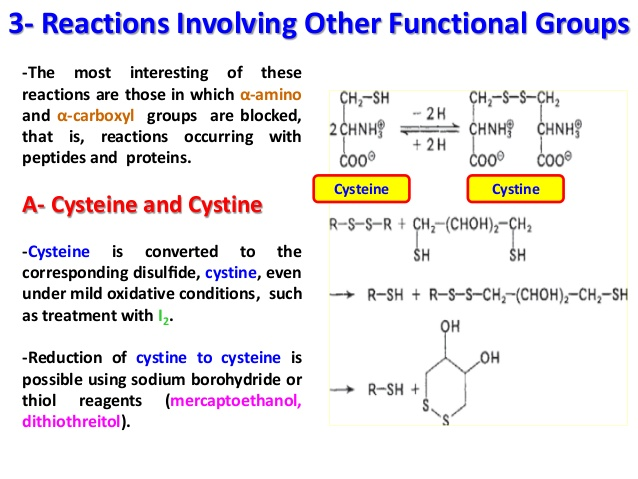 3- Reactions Involving Other Functional Groups
-The most interesting of these
reactions are those in which α-amino
and α-carboxyl groups are blocked,
that is, reactions occurring with
peptides and proteins.
A- Cysteine and Cystine
-Cysteine is converted to the
corresponding disulfide, cystine, even
under mild oxidative conditions, such
as treatment with I₂.
-Reduction of cystine to cysteine is
possible using sodium borohydride or
thiol reagents (mercaptoethanol,
dithiothreitol).
CH₂—SH CH₂—S—S—CH₂
− 2H
2 CHNH₃⊕ CHNH₃⊕ CHNH₃⊕
+ 2H
COO⊖ COO⊖ COO⊖
Cysteine Cystine
R—S—S—R + CH₂—(CHOH)₂—CH₂
SH SH
→ R—SH + R—S—S—CH₂—(CHOH)₂—CH₂—SH
OH
OH
→ R—SH +
S
S